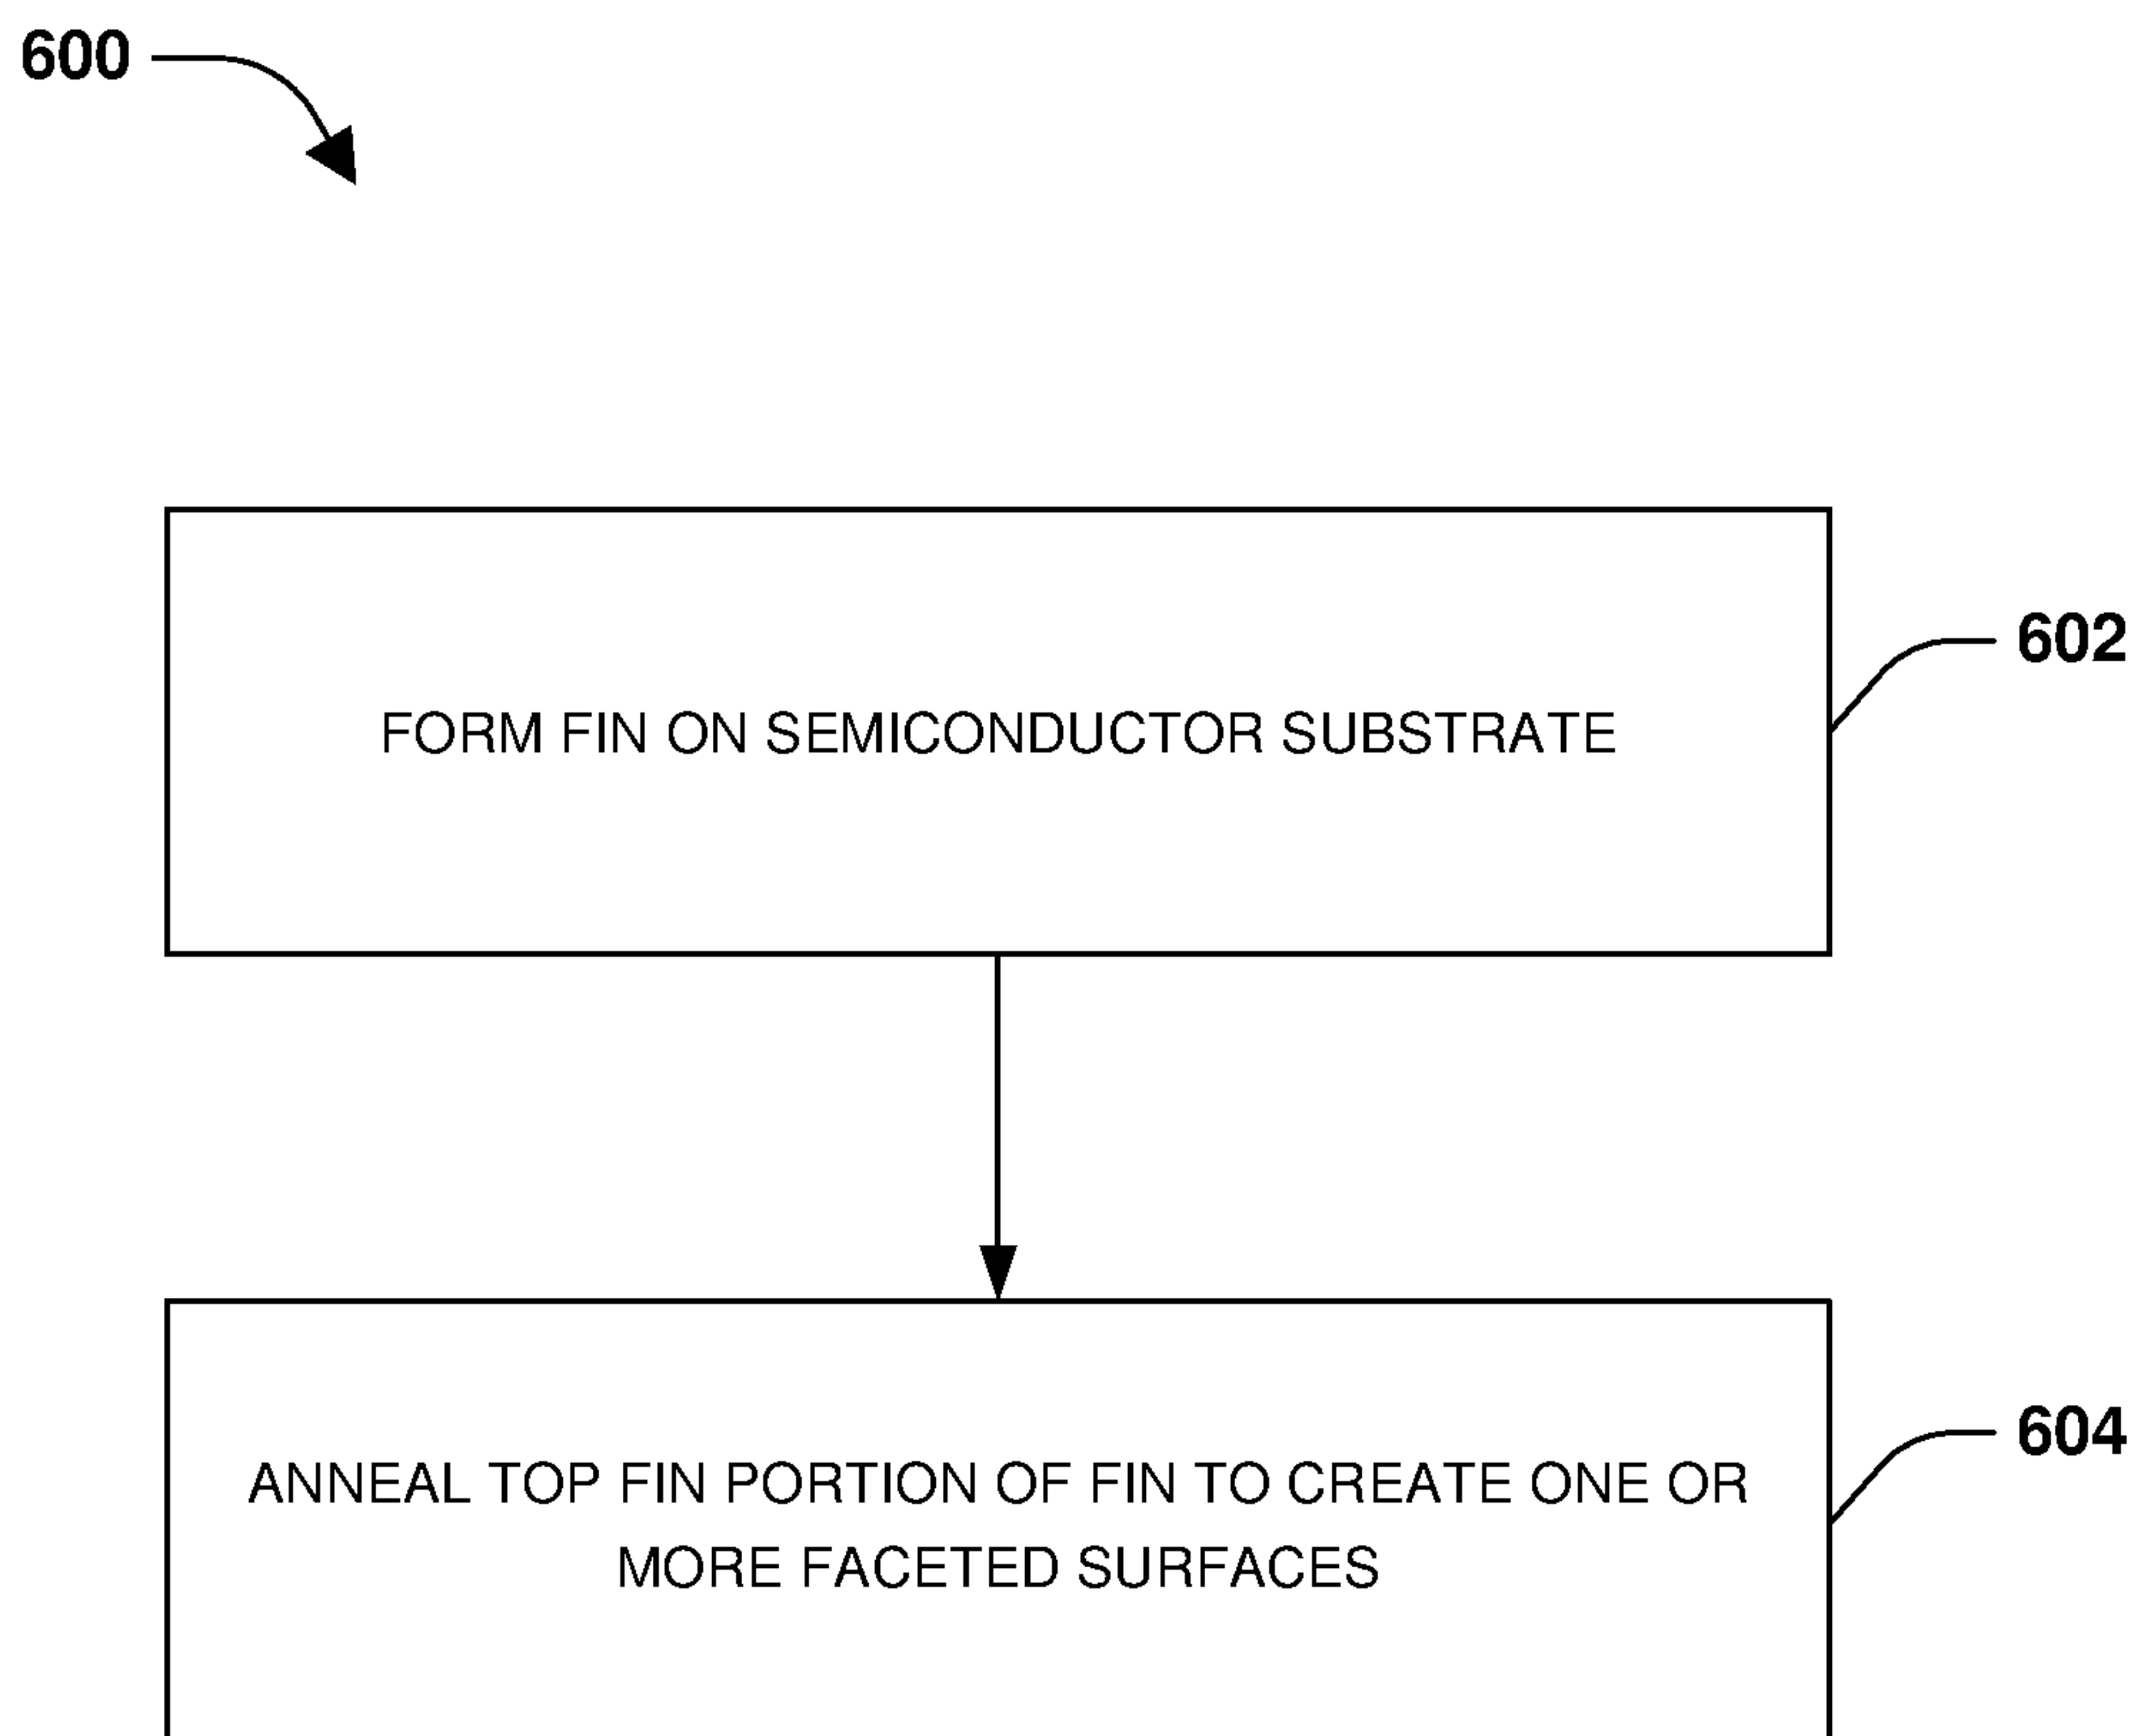 600
FORM FIN ON SEMICONDUCTOR SUBSTRATE
602
ANNEAL TOP FIN PORTION OF FIN TO CREATE ONE OR
MORE FACETED SURFACES
604